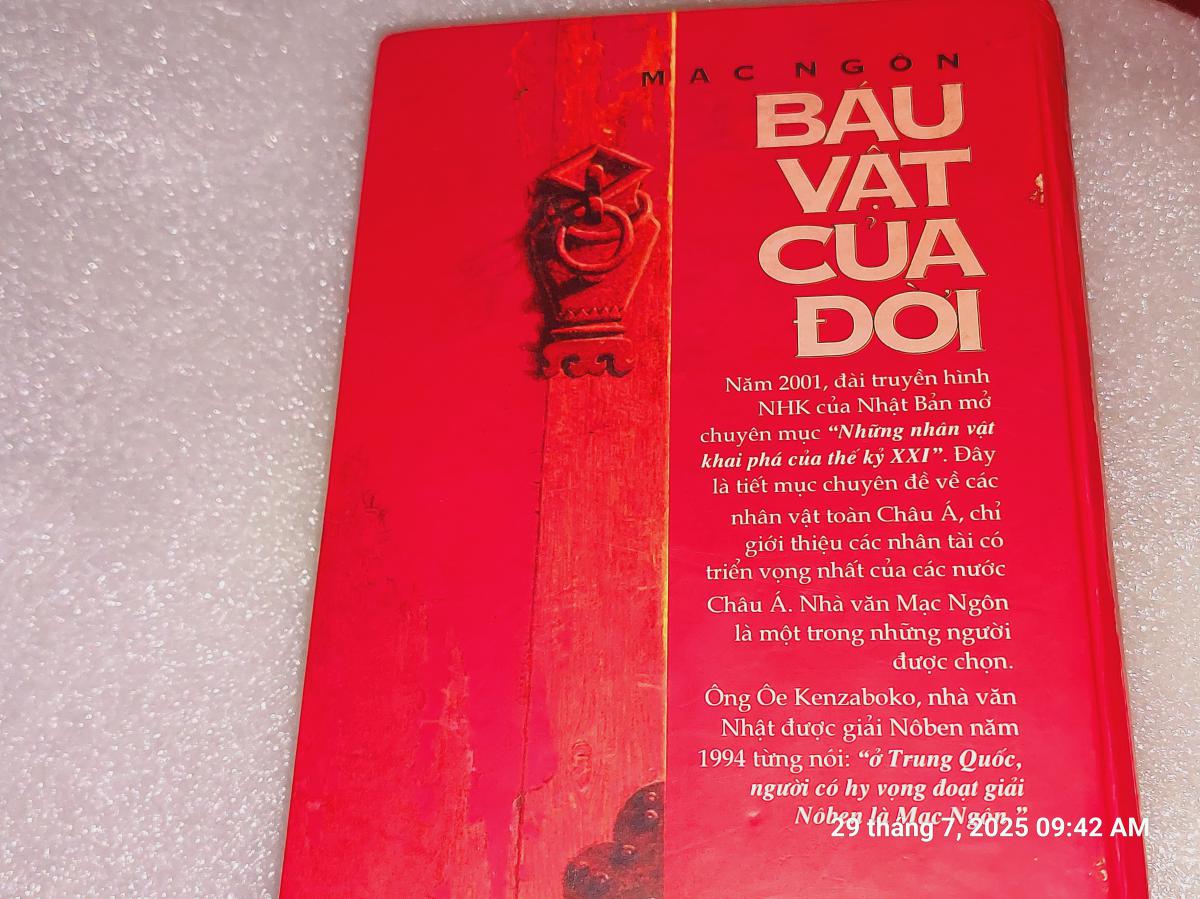 MẠC NGÔN
BÁU
VẬT
CỦA
ĐỜI
Năm 2001, đài truyền hình
NHK của Nhật Bản mở
chuyên mục “Những nhân vật
khai phá của thế kỷ XXI”. Đây
là tiết mục chuyên đề về các
nhân vật toàn Châu Á, chỉ
giới thiệu các nhân tài có
triển vọng nhất của các nước
Châu Á. Nhà văn Mạc Ngôn
là một trong những người
được chọn.
Ông Ôe Kenzaboko, nhà văn
Nhật được giải Nôben năm
1994 từng nói: “ở Trung Quốc,
người có hy vọng đoạt giải
Nôben là Mạc Ngôn.”
29 tháng 7, 2025 09:42 AM